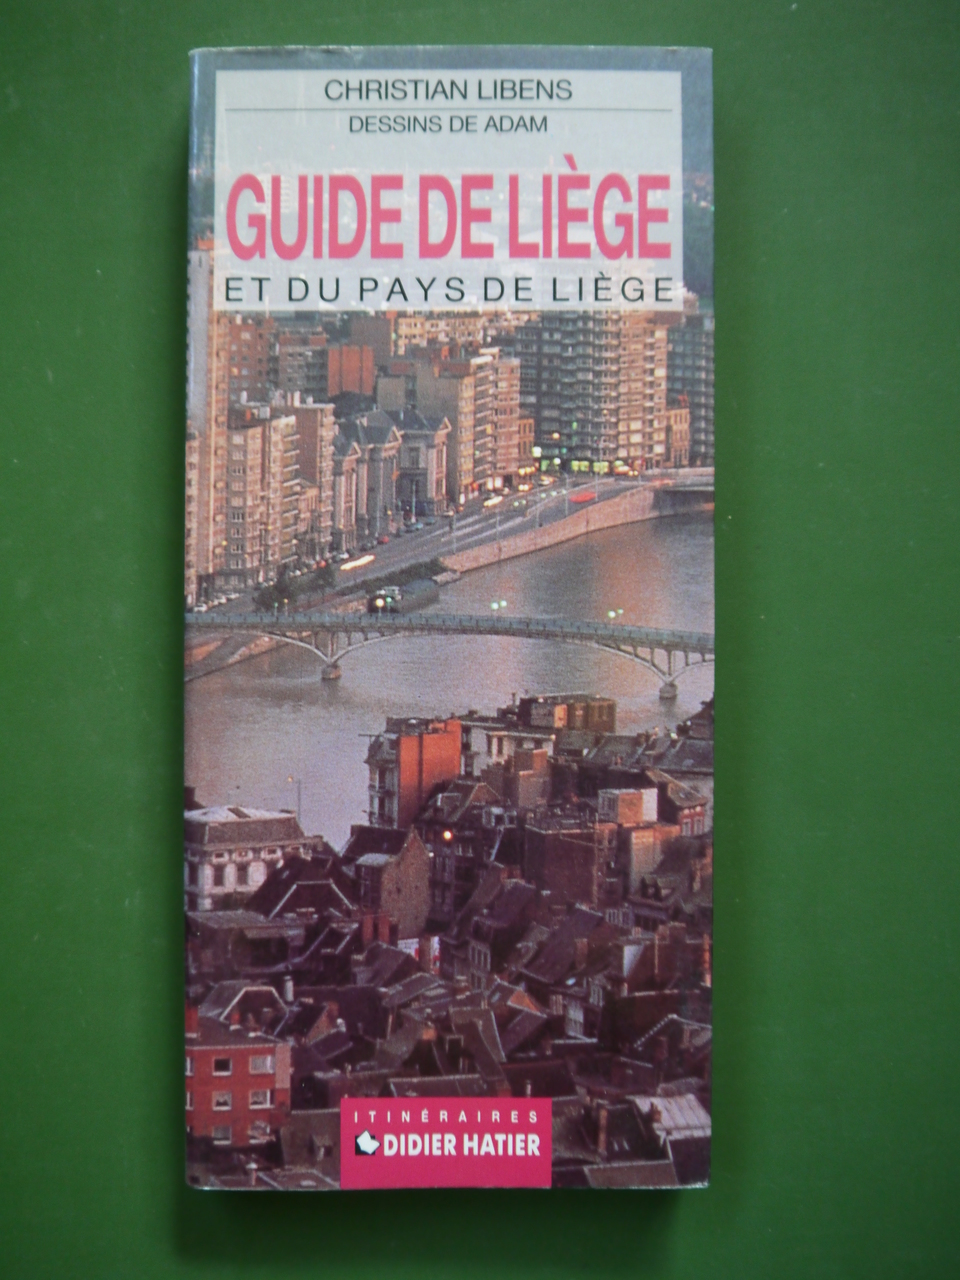 CHRISTIAN LIBENS
DESSINS DE ADAM
GUIDE DE LIÈGE
ET DU PAYS DE LIÈGE
ITINÉRAIRES
DIDIER HATIER